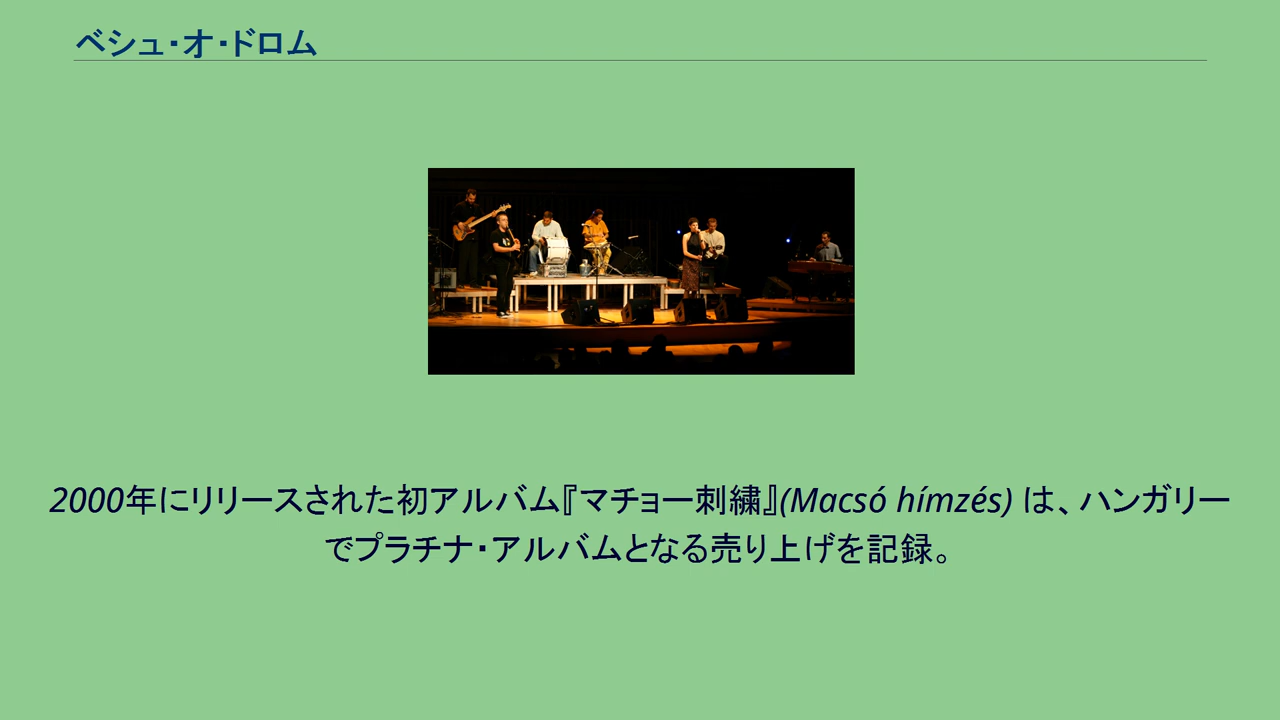 ベシュ・オ・ドロム
2000年にリリースされた初アルバム『マチョー刺繍』(Macsó hímzés) は、ハンガリー
でプラチナ・アルバムとなる売り上げを記録。